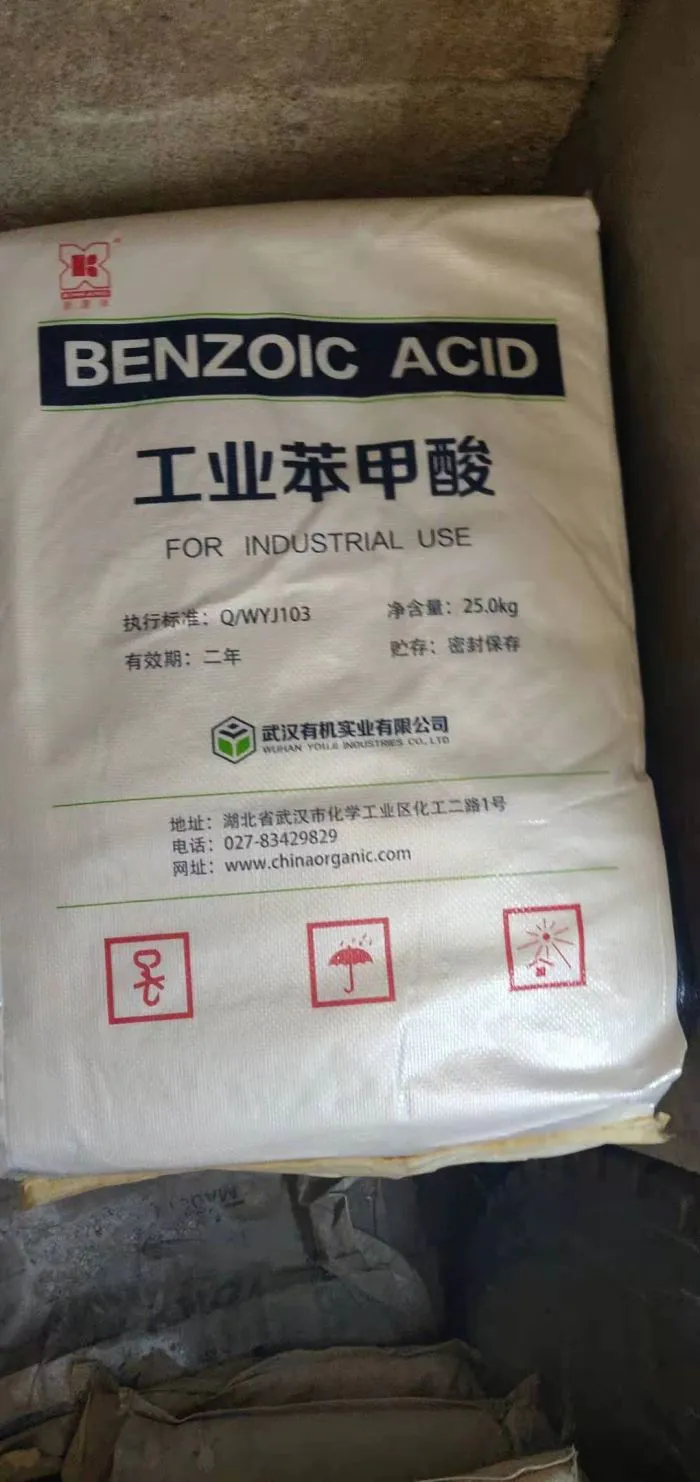 BENZOIC ACID
工业苯甲酸
FOR INDUSTRIAL USE
执行标准：Q/WYJ103 净含量：25.0kg
有效期：二年 贮存：密封保存
武汉有机实业有限公司
WUHAN YOUJI INDUSTRIES CO., LTD
地址：湖北省武汉市化学工业区化工二路1号
电话：027-83429829
网址：www.chinaorganic.com